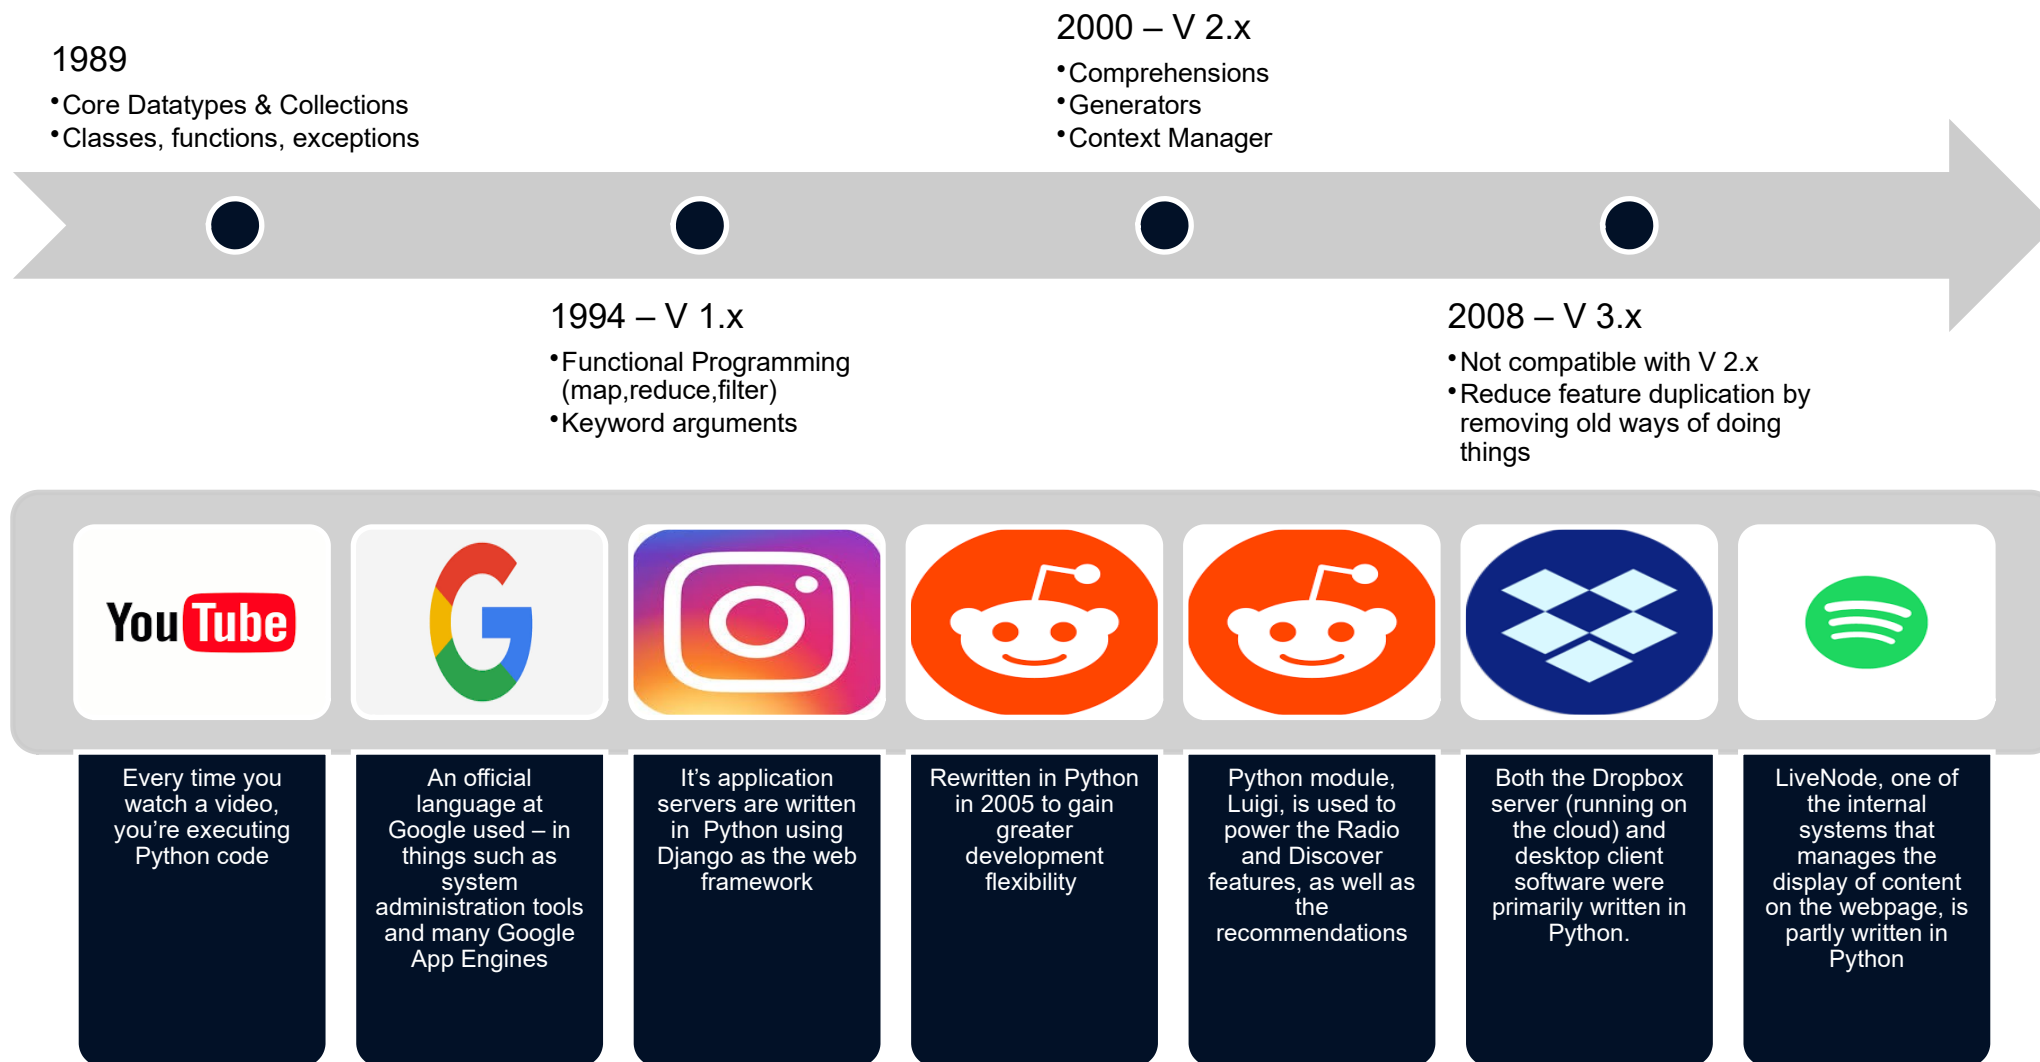 1989
•Core Datatypes & Collections
•Classes, functions, exceptions
2000 – V 2.x
•Comprehensions
•Generators
•Context Manager
1994 – V 1.x
•Functional Programming
(map,reduce,filter)
•Keyword arguments
2008 – V 3.x
•Not compatible with V 2.x
•Reduce feature duplication by
removing old ways of doing
things
YouTube
G
Every time you
watch a video,
you’re executing
Python code
An official
language at
Google used – in
things such as
system
administration tools
and many Google
App Engines
It’s application
servers are written
in  Python using
Django as the web
framework
Rewritten in Python
in 2005 to gain
greater
development
flexibility
Python module,
Luigi, is used to
power the Radio
and Discover
features, as well as
the
recommendations
Both the Dropbox
server (running on
the cloud) and
desktop client
software were
primarily written in
Python.
LiveNode, one of
the internal
systems that
manages the
display of content
on the webpage, is
partly written in
Python